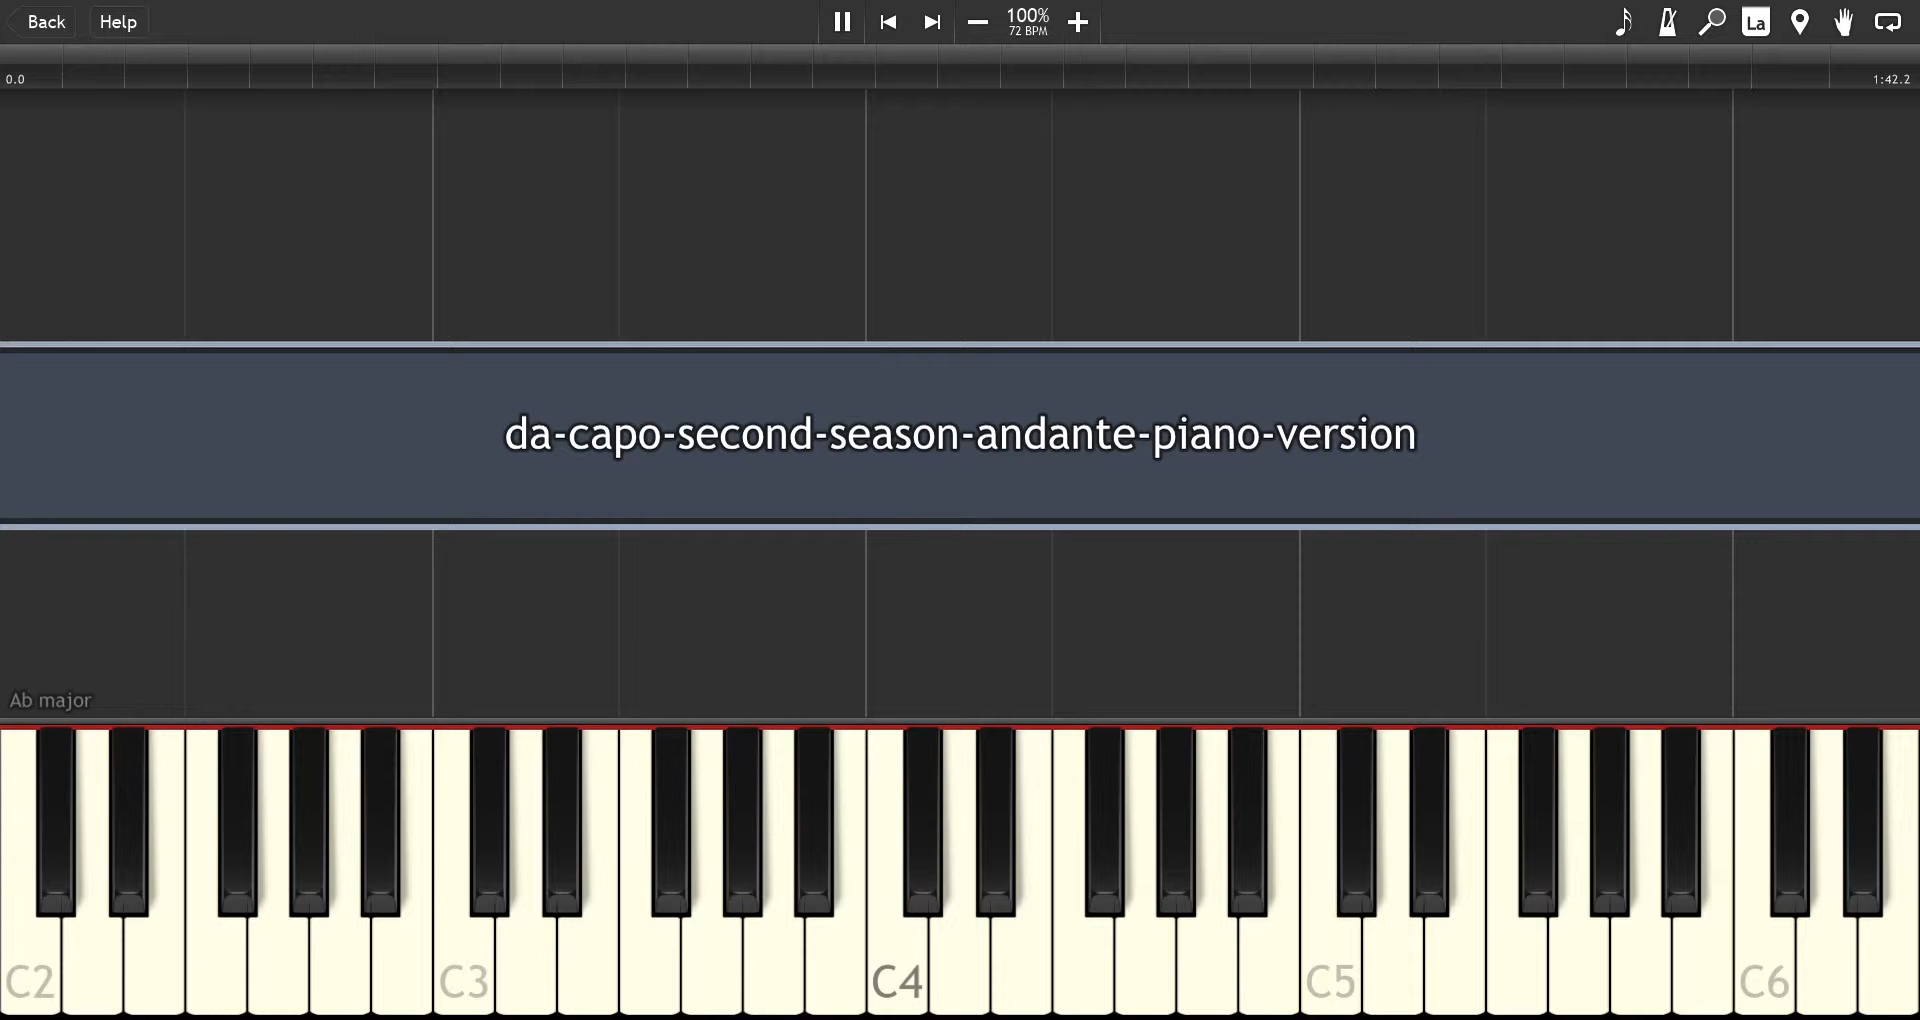 Back Help 100% La
72 BPM
0.0 1:42.2
da-capo-second-season-andante-piano-version
Ab major
C2 C3 C4 C5 C6